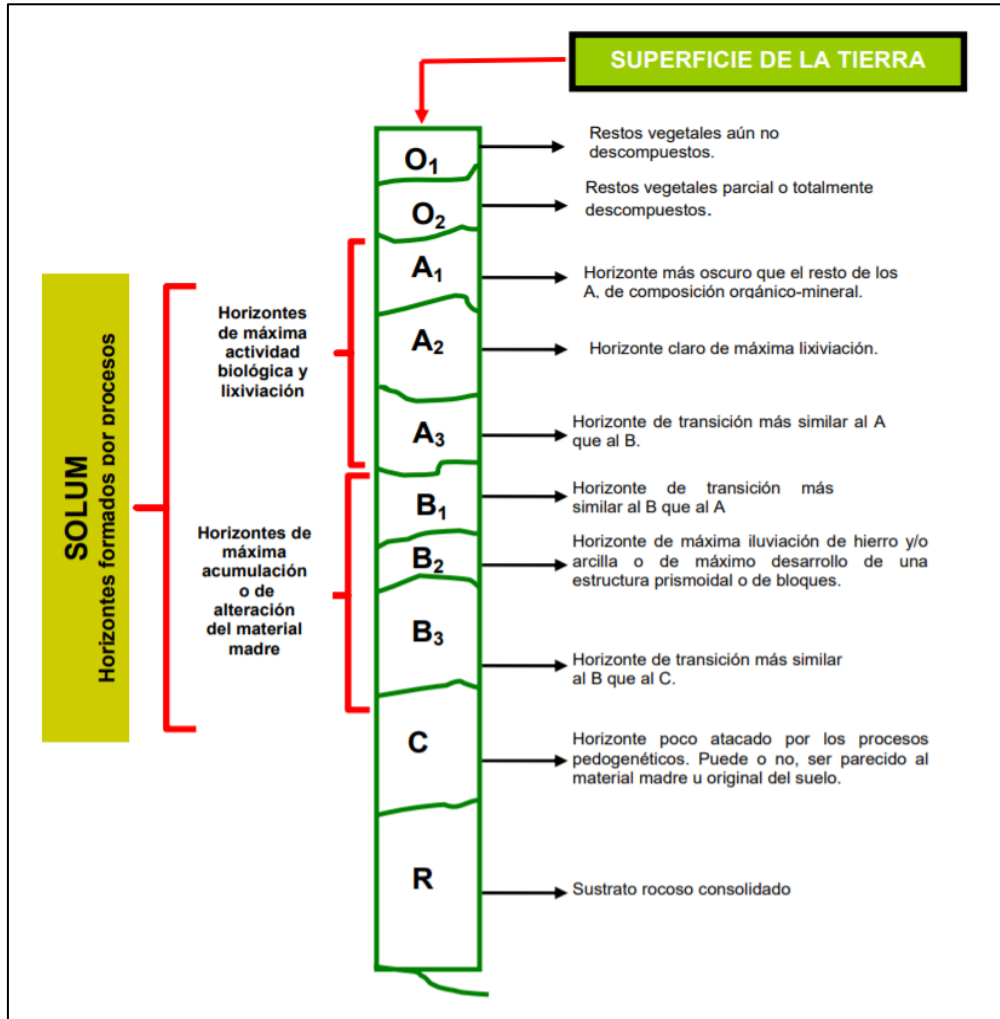 SUPERFICIE DE LA TIERRA
O1
Restos vegetales aún no
descompuestos.
O2
Restos vegetales parcial o totalmente
descompuestos.
SOLUM
Horizontes formados por procesos
Horizontes
de máxima
actividad
biológica y
lixiviación
A1
Horizonte más oscuro que el resto de los
A, de composición orgánico-mineral.
A2
Horizonte claro de máxima lixiviación.
A3
Horizonte de transición más similar al A
que al B.
Horizontes de
máxima
acumulación
o de
alteración
del material
madre
B1
Horizonte de transición más
similar al B que al A
B2
Horizonte de máxima iluviación de hierro y/o
arcilla o de máximo desarrollo de una
estructura prismoidal o de bloques.
B3
Horizonte de transición más similar
al B que al C.
C
Horizonte poco atacado por los procesos
pedogenéticos. Puede o no, ser parecido al
material madre u original del suelo.
R
Sustrato rocoso consolidado